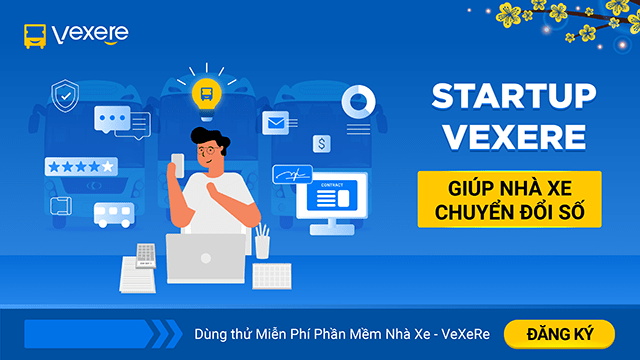 vexere
STARTUP
VEXERE
GIÚP NHÀ XE
CHUYỂN ĐỔI SỐ
$
CONTRACT
Dùng thử Miễn Phí Phần Mềm Nhà Xe - VeXeRe
ĐĂNG KÝ